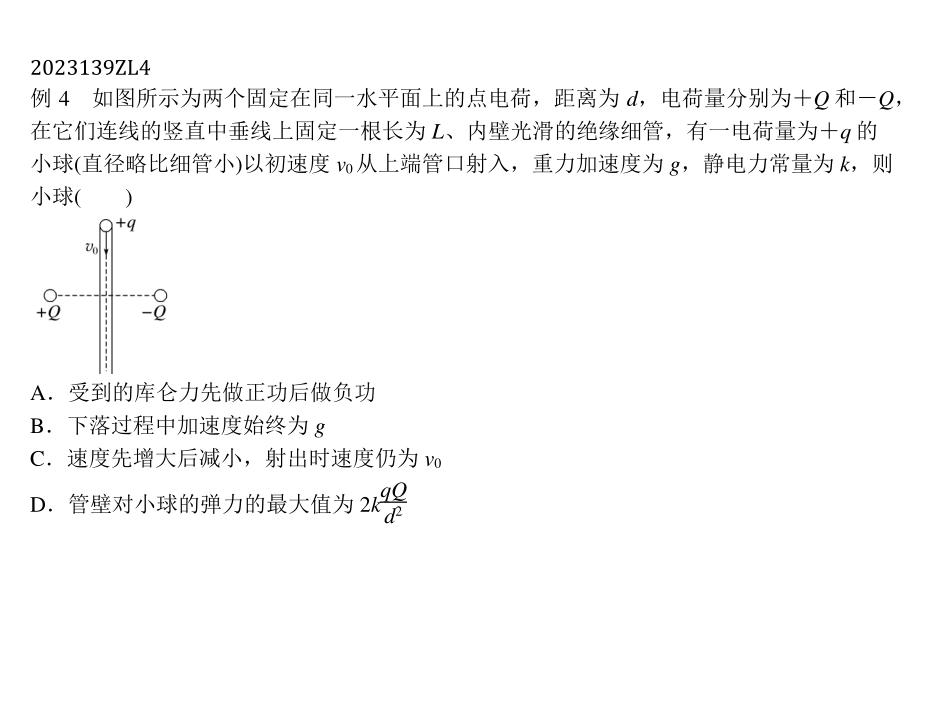 2023139ZL4
例 4　如图所示为两个固定在同一水平面上的点电荷，距离为 d，电荷量分别为＋Q 和－Q，
在它们连线的竖直中垂线上固定一根长为 L、内壁光滑的绝缘细管，有一电荷量为＋q 的
小球(直径略比细管小)以初速度 v₀从上端管口射入，重力加速度为 g，静电力常量为 k，则
小球(　　)
+q
v₀
+Q
−Q
A．受到的库仑力先做正功后做负功
B．下落过程中加速度始终为 g
C．速度先增大后减小，射出时速度仍为 v₀
D．管壁对小球的弹力的最大值为 2k\frac{qQ}{d²}